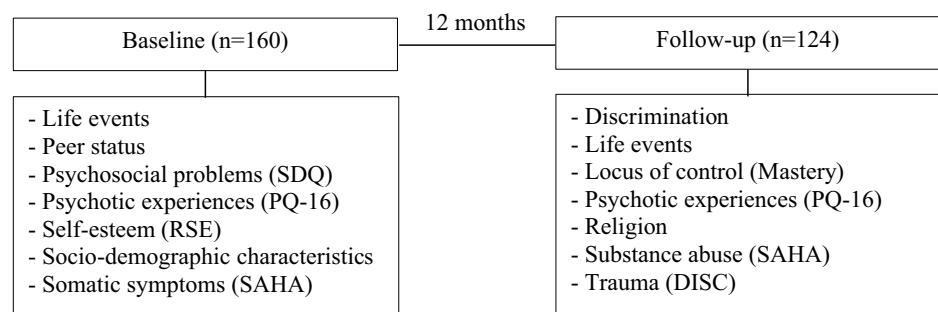 Baseline (n=160)
12 months
Follow-up (n=124)
- Life events
- Peer status
- Psychosocial problems (SDQ)
- Psychotic experiences (PQ-16)
- Self-esteem (RSE)
- Socio-demographic characteristics
- Somatic symptoms (SAHA)
- Discrimination
- Life events
- Locus of control (Mastery)
- Psychotic experiences (PQ-16)
- Religion
- Substance abuse (SAHA)
- Trauma (DISC)